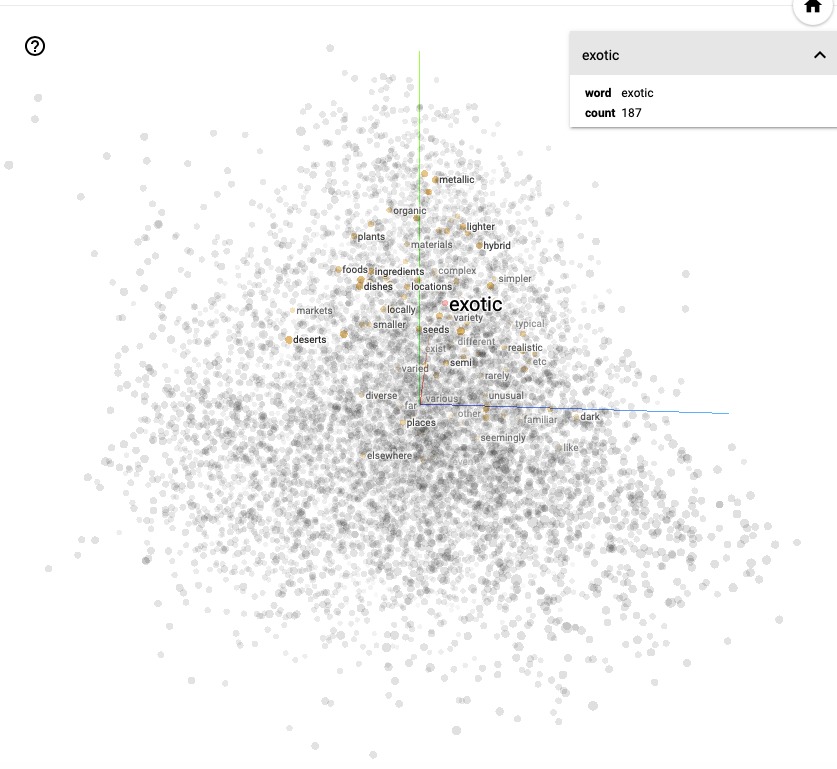 ?
exotic
word exotic
count 187
metallic
organic
lighter
plants
materials
hybrid
foods
ingredients
complex
simpler
dishes
locations
exotic
markets
locally
variety
smaller
seeds
typical
deserts
different
exist
realistic
semi
etc
varied
rarely
diverse
various
unusual
far
other
familiar
dark
places
seemingly
like
elsewhere